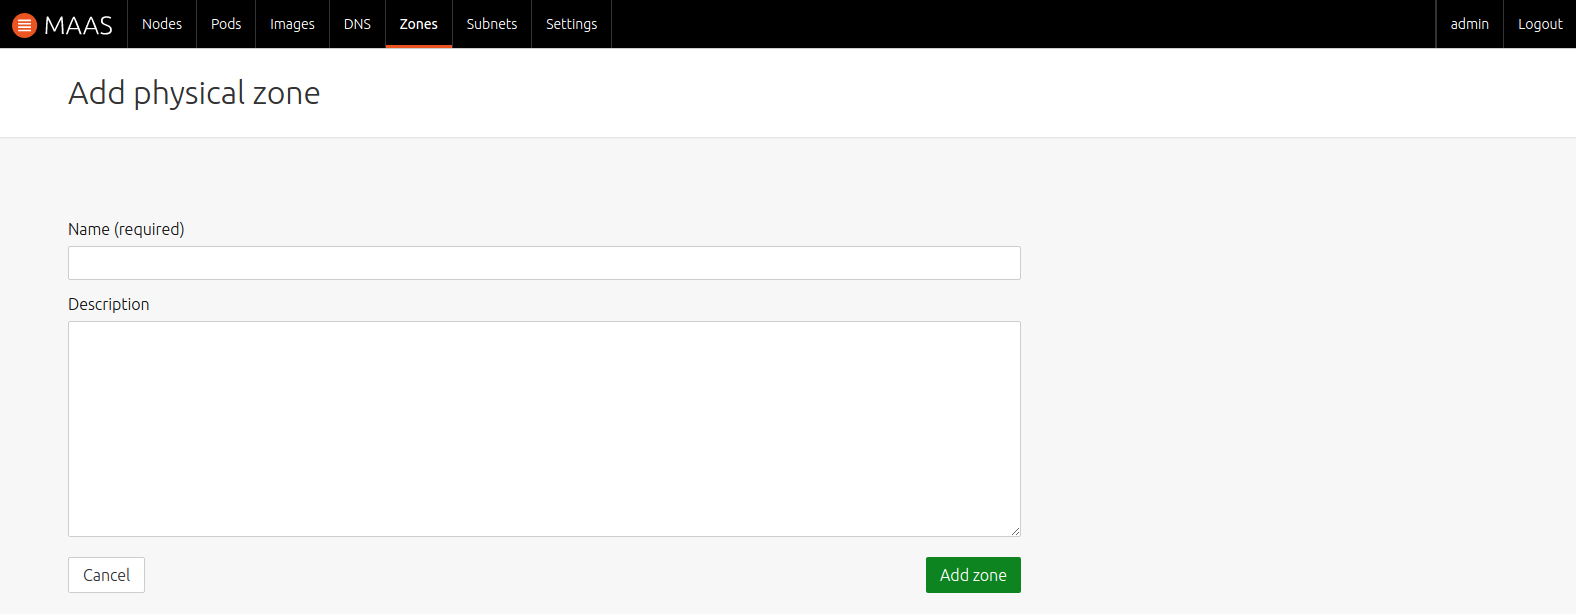 MAAS Nodes Pods Images DNS Zones Subnets Settings admin Logout
Add physical zone
Name (required)
Description
Cancel Add zone